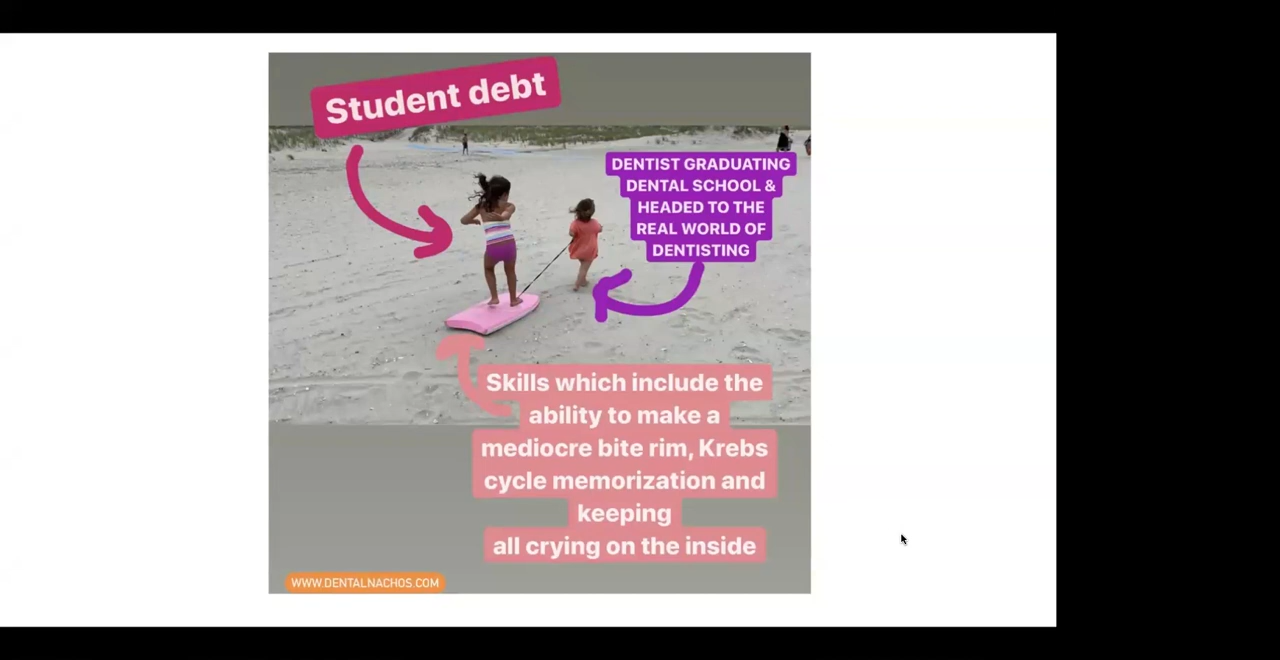 Student debt
DENTIST GRADUATING
DENTAL SCHOOL &
HEADED TO THE
REAL WORLD OF
DENTISTING
Skills which include the
ability to make a
mediocre bite rim, Krebs
cycle memorization and
keeping
all crying on the inside
WWW.DENTALNACHOS.COM